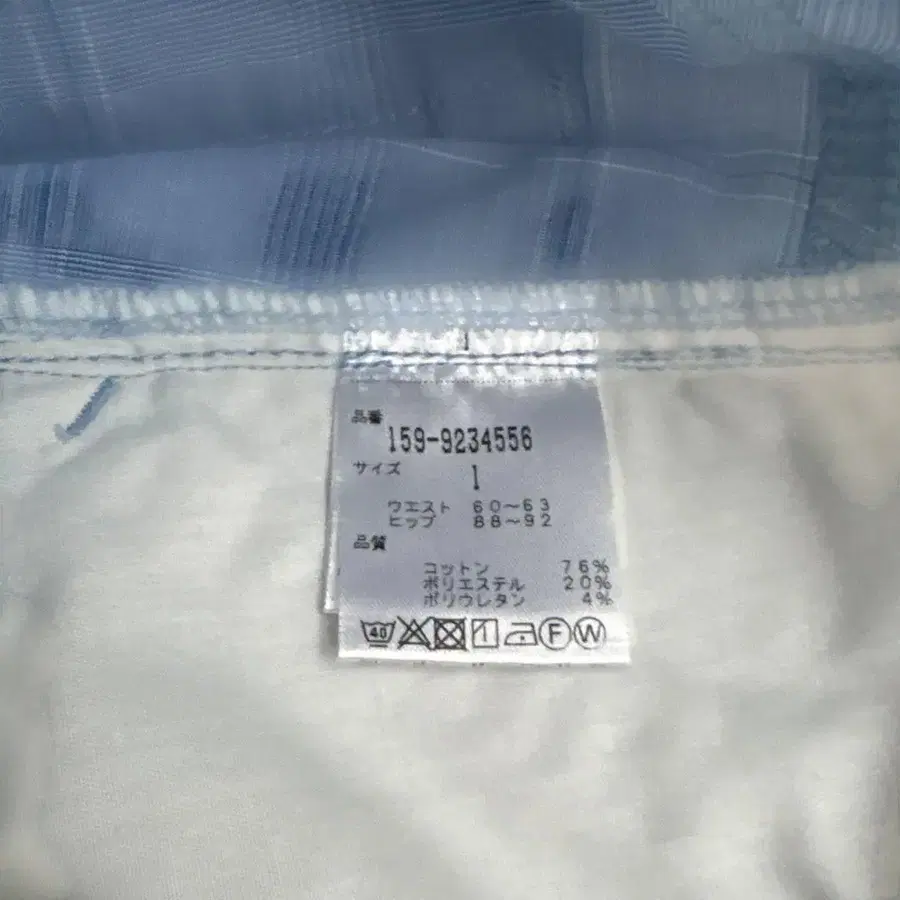 品番
159-9234556
サイズ 1
ウエスト 60〜63
ヒップ 88〜92
品質
コットン 76%
ポリエステル 20%
ポリウレタン 4%
40 F W